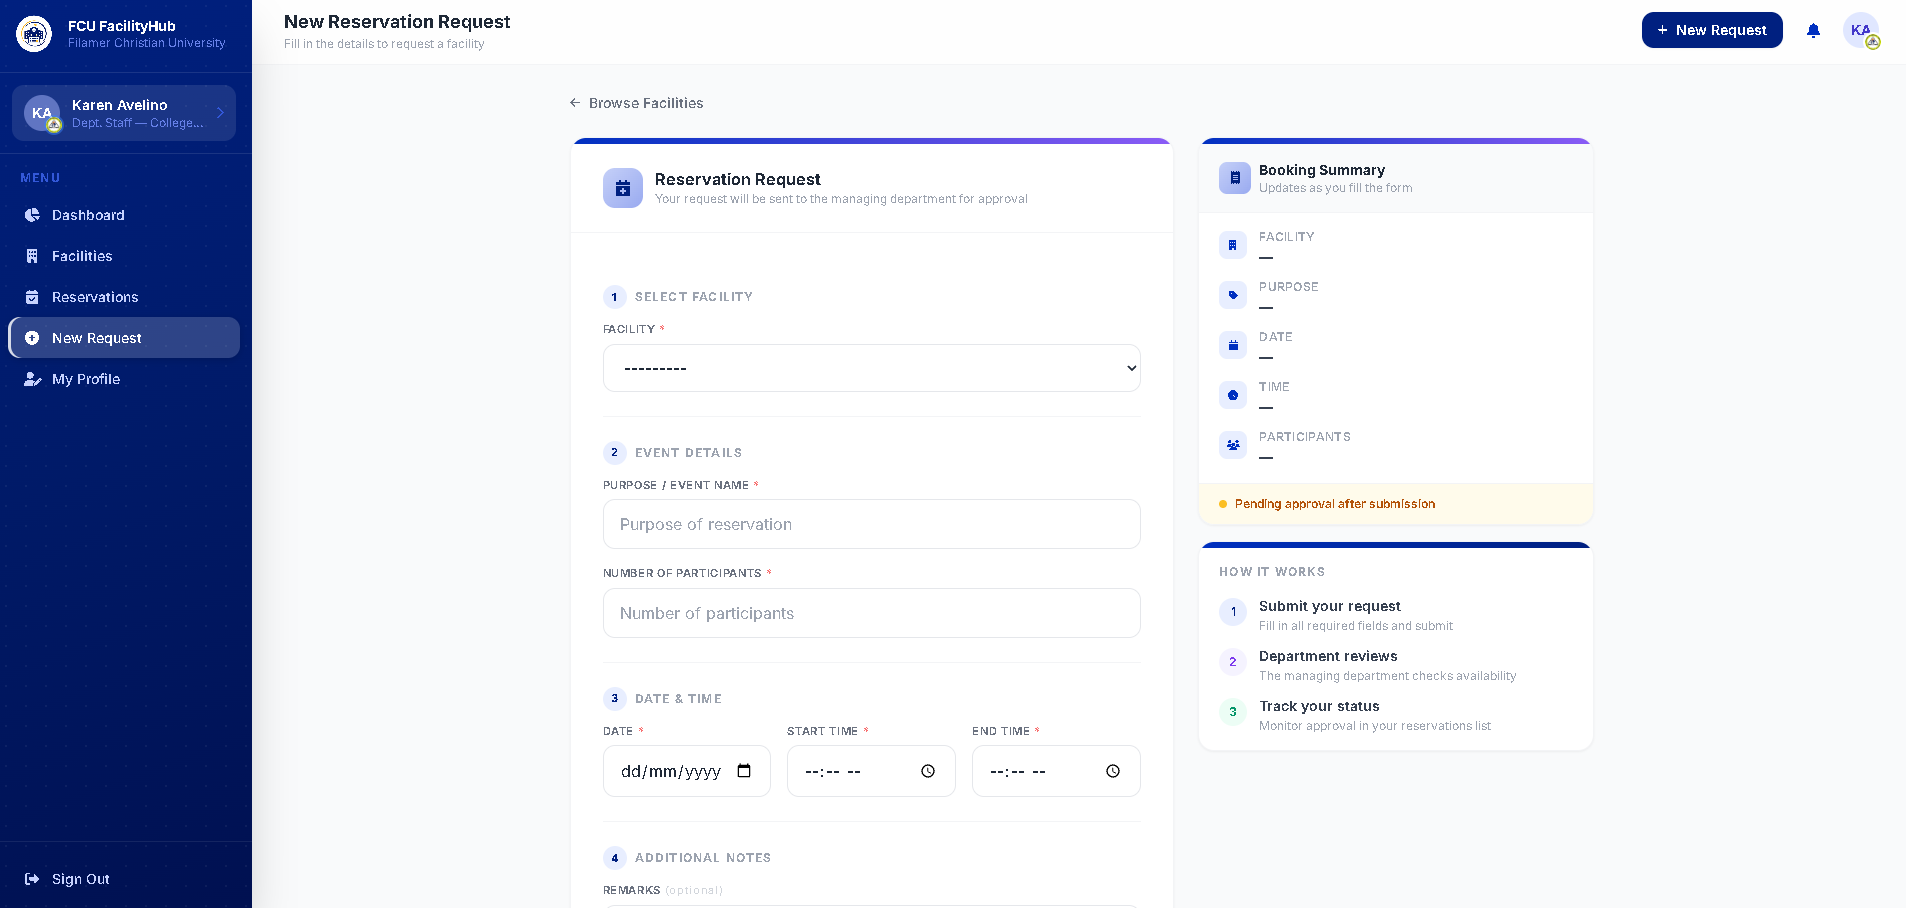 FCU FacilityHub
Filamer Christian University
KA
Karen Avelino
Dept. Staff — College...
MENU
Dashboard
Facilities
Reservations
New Request
My Profile
Sign Out
New Reservation Request
Fill in the details to request a facility
+ New Request
KA
← Browse Facilities
Reservation Request
Your request will be sent to the managing department for approval
1 SELECT FACILITY
FACILITY *
---------
2 EVENT DETAILS
PURPOSE / EVENT NAME *
Purpose of reservation
NUMBER OF PARTICIPANTS *
Number of participants
3 DATE & TIME
DATE * START TIME * END TIME *
dd/mm/yyyy --:-- -- --:-- --
4 ADDITIONAL NOTES
REMARKS (optional)
Booking Summary
Updates as you fill the form
FACILITY
—
PURPOSE
—
DATE
—
TIME
—
PARTICIPANTS
—
Pending approval after submission
HOW IT WORKS
1 Submit your request
Fill in all required fields and submit
2 Department reviews
The managing department checks availability
3 Track your status
Monitor approval in your reservations list